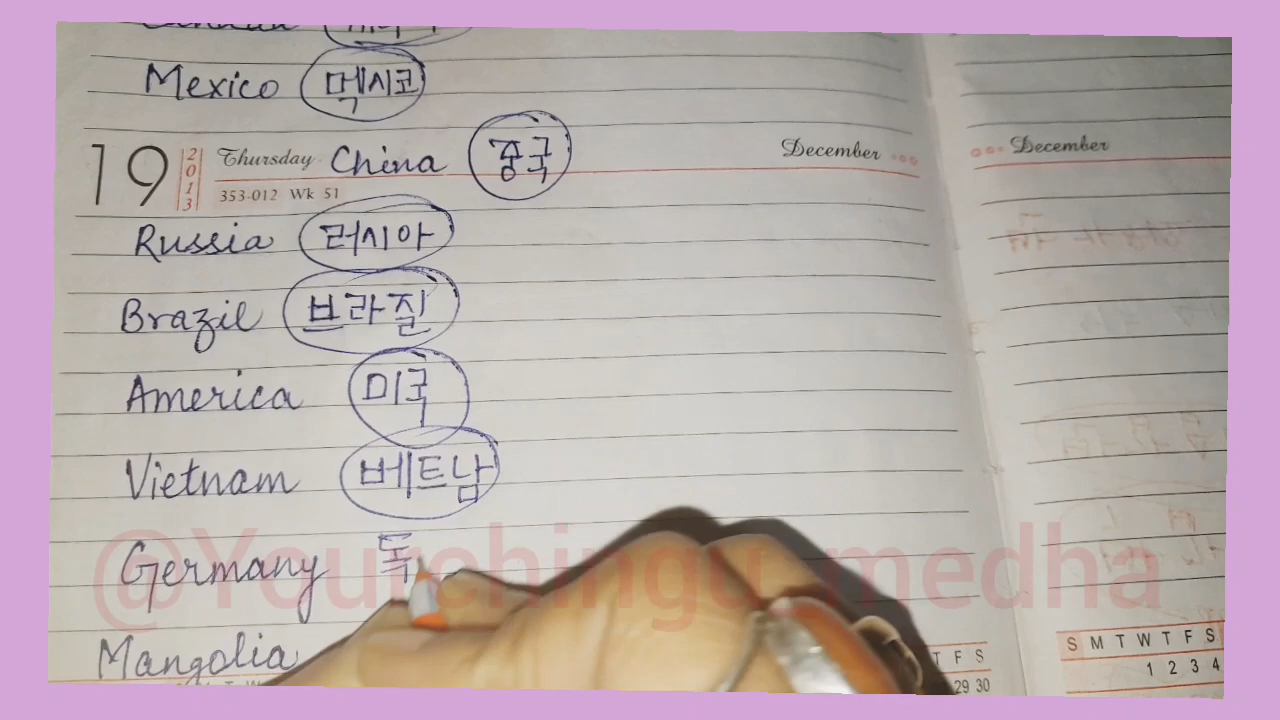 Mexico 멕시코
19 2013 Thursday China 중국 December December
353-012 Wk 51
Russia 러시아
Brazil 브라질
America 미국
Vietnam 베트남
Germany 독
@Yourchingu_medha
Mangolia
T F S S M T W T F S
29 30 1 2 3 4